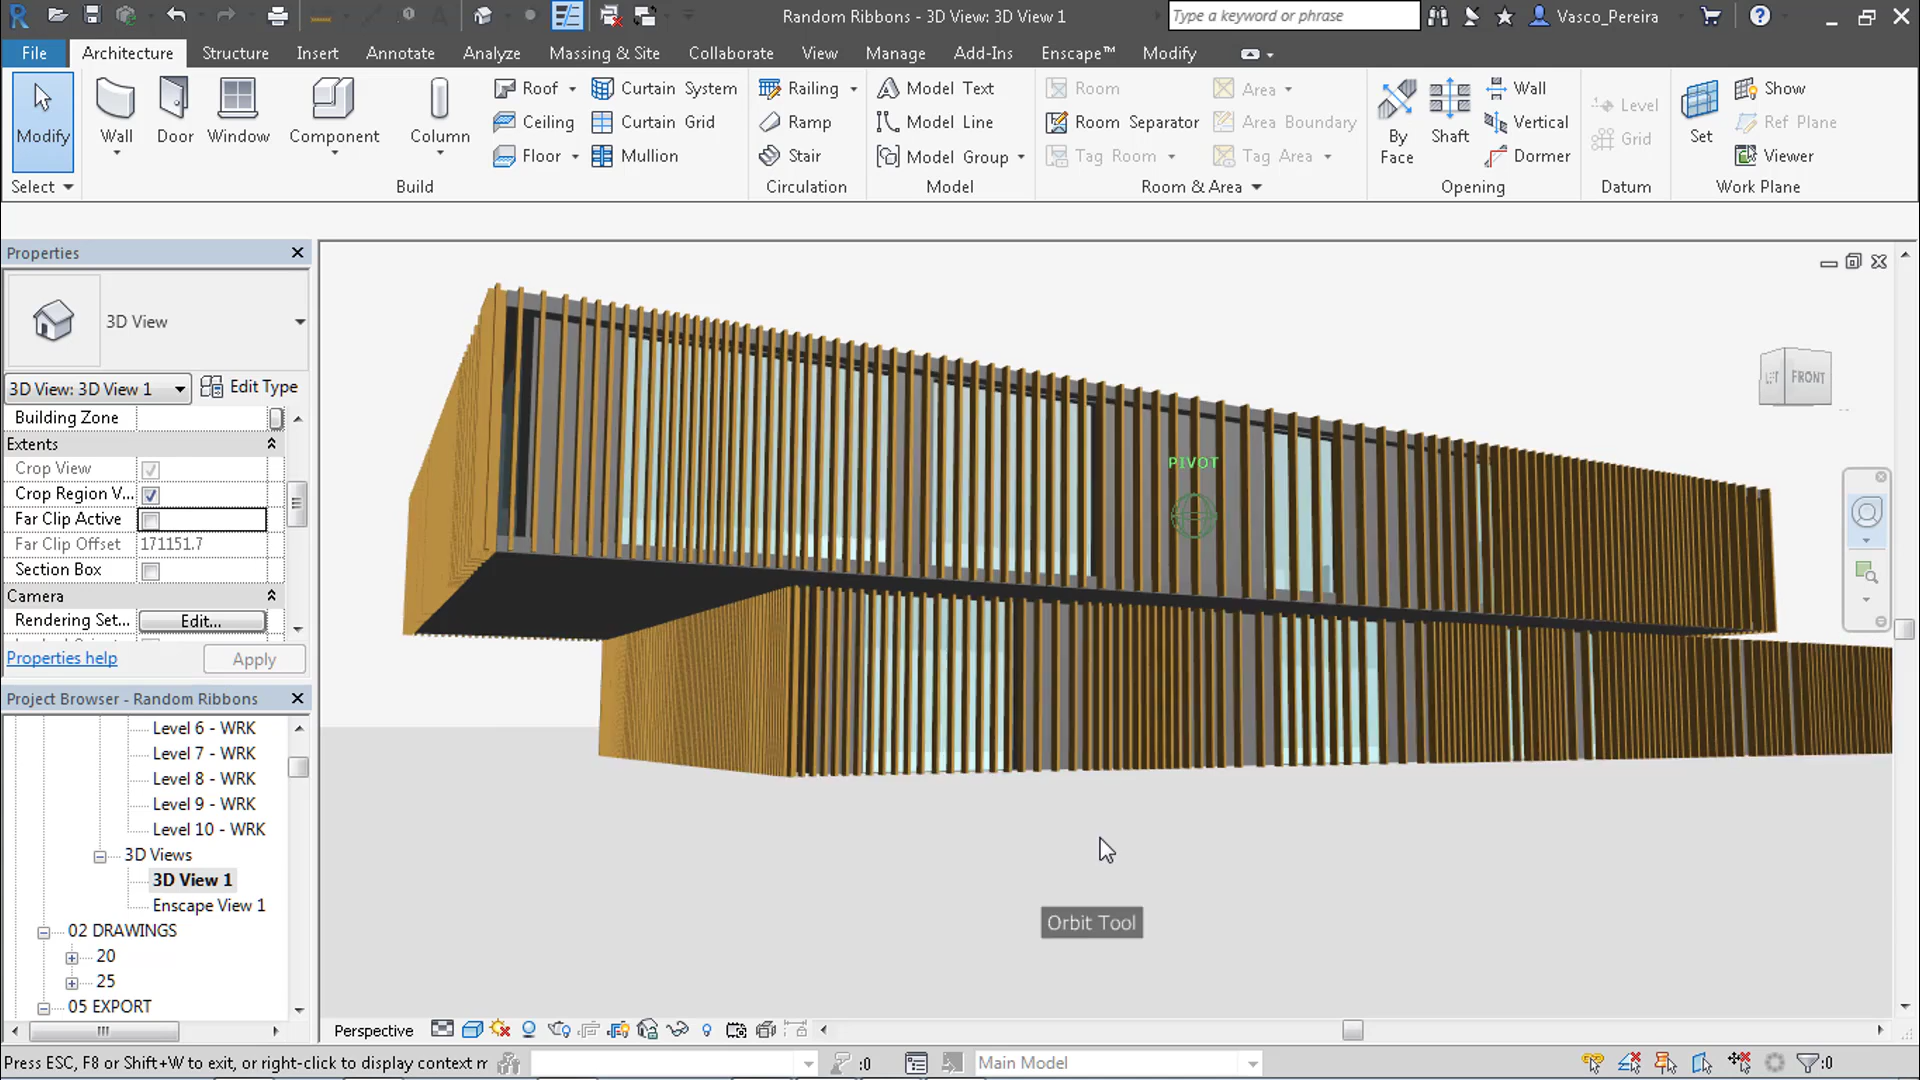 Random Ribbons - 3D View: 3D View 1
Type a keyword or phrase
Vasco_Pereira
File Architecture Structure Insert Annotate Analyze Massing & Site Collaborate View Manage Add-Ins Enscape™ Modify
Modify
Wall
Door
Window
Component
Column
Roof
Ceiling
Floor
Curtain System
Curtain Grid
Mullion
Railing
Ramp
Stair
Model Text
Model Line
Model Group
Room
Room Separator
Tag Room
Area
Area Boundary
Tag Area
By
Face
Shaft
Wall
Vertical
Dormer
Level
Grid
Set
Show
Ref Plane
Viewer
Select
Build
Circulation
Model
Room & Area
Opening
Datum
Work Plane
Properties
3D View
3D View: 3D View 1
Edit Type
Building Zone
Extents
Crop View
Crop Region V...
Far Clip Active
Far Clip Offset 171151.7
Section Box
Camera
Rendering Set... Edit...
Properties help
Apply
Project Browser - Random Ribbons
Level 6 - WRK
Level 7 - WRK
Level 8 - WRK
Level 9 - WRK
Level 10 - WRK
3D Views
3D View 1
Enscape View 1
02 DRAWINGS
20
25
05 EXPORT
PIVOT
FRONT
Orbit Tool
Perspective
Press ESC, F8 or Shift+W to exit, or right-click to display context
:0
Main Model
:0